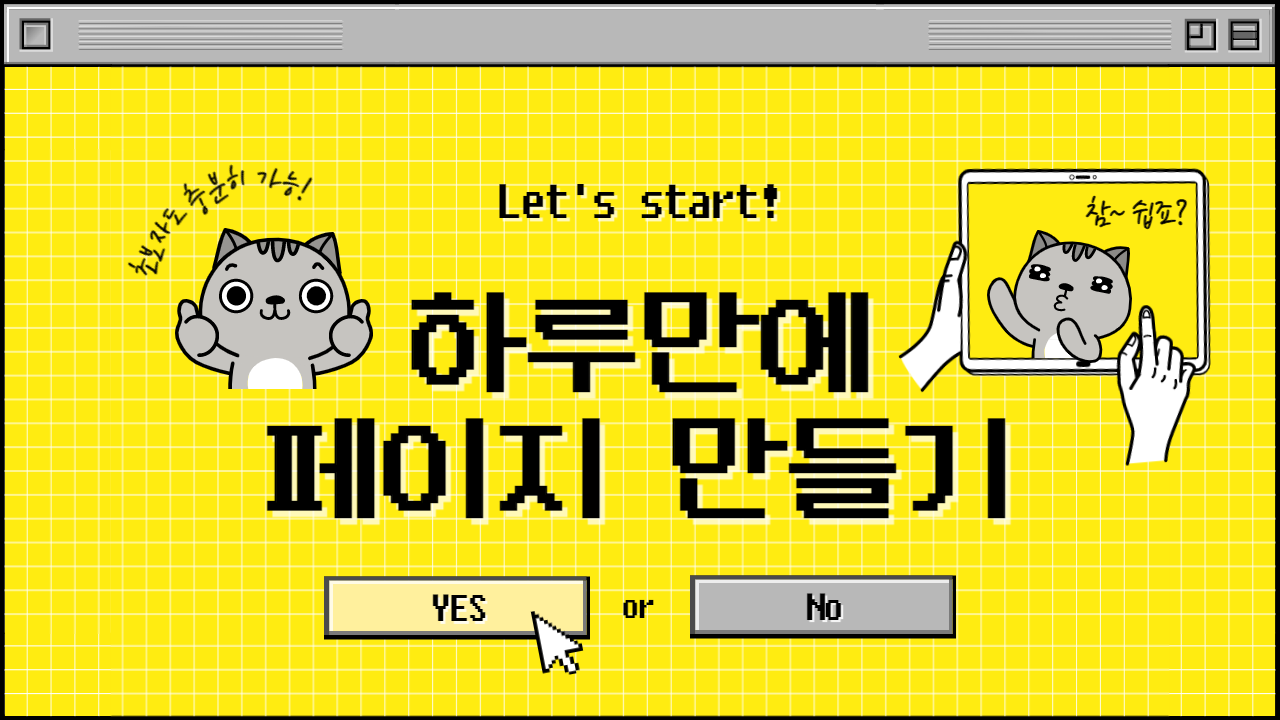 초보자도 충분히 가능!
Let's start!
참~ 쉽죠?
하루만에
페이지 만들기
YES
or
No